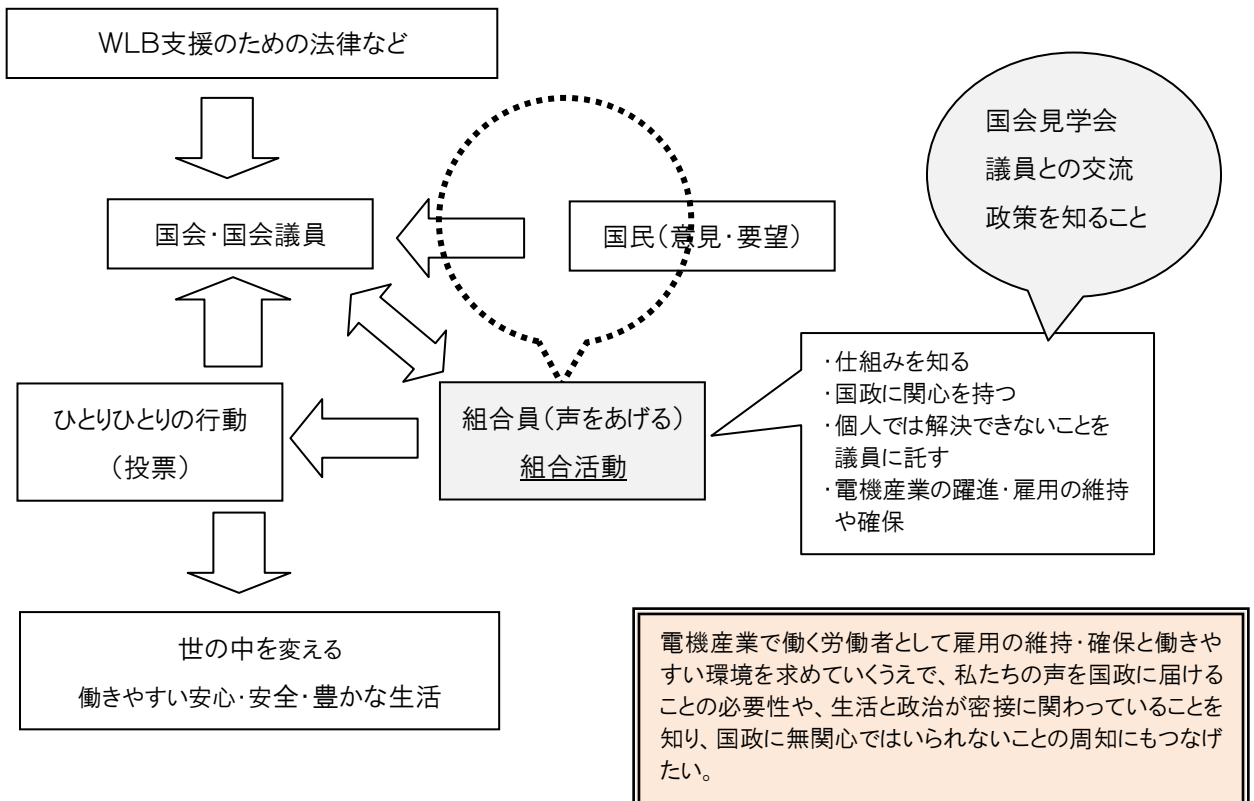 WLB支援のための法律など
国会見学会
議員との交流
政策を知ること
国会・国会議員
国民(意見・要望)
・仕組みを知る
・国政に関心を持つ
・個人では解決できないことを
議員に託す
・電機産業の躍進・雇用の維持
や確保
ひとりひとりの行動
(投票)
組合員(声をあげる)
組合活動
世の中を変える
働きやすい安心・安全・豊かな生活
電機産業で働く労働者として雇用の維持・確保と働きや
すい環境を求めていくうえで、私たちの声を国政に届ける
ことの必要性や、生活と政治が密接に関わっていることを
知り、国政に無関心ではいられないことの周知にもつなげ
たい。